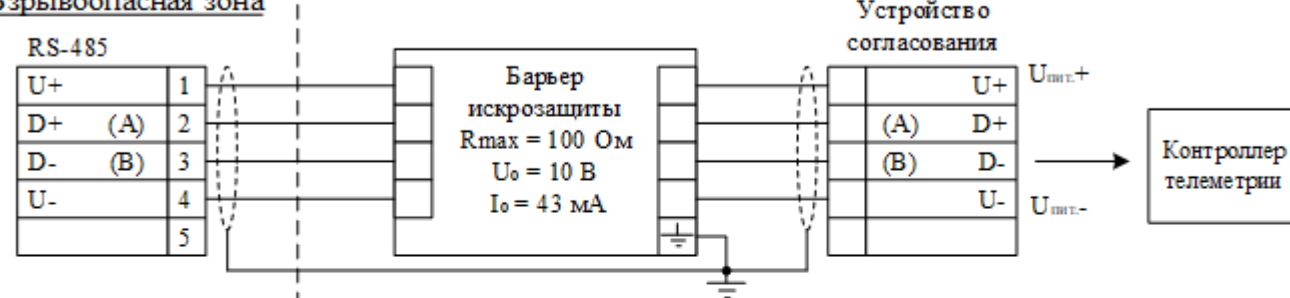 Взрывоопасная зона
RS-485
U+ 1
D+ (A) 2
D- (B) 3
U- 4
5
Барьер
искрозащиты
Rmax = 100 Ом
U₀ = 10 В
I₀ = 43 мА
Устройство
согласования
U+
(A) D+
(B) D-
U-
Uпит.+
Uпит.-
Контроллер
телеметрии